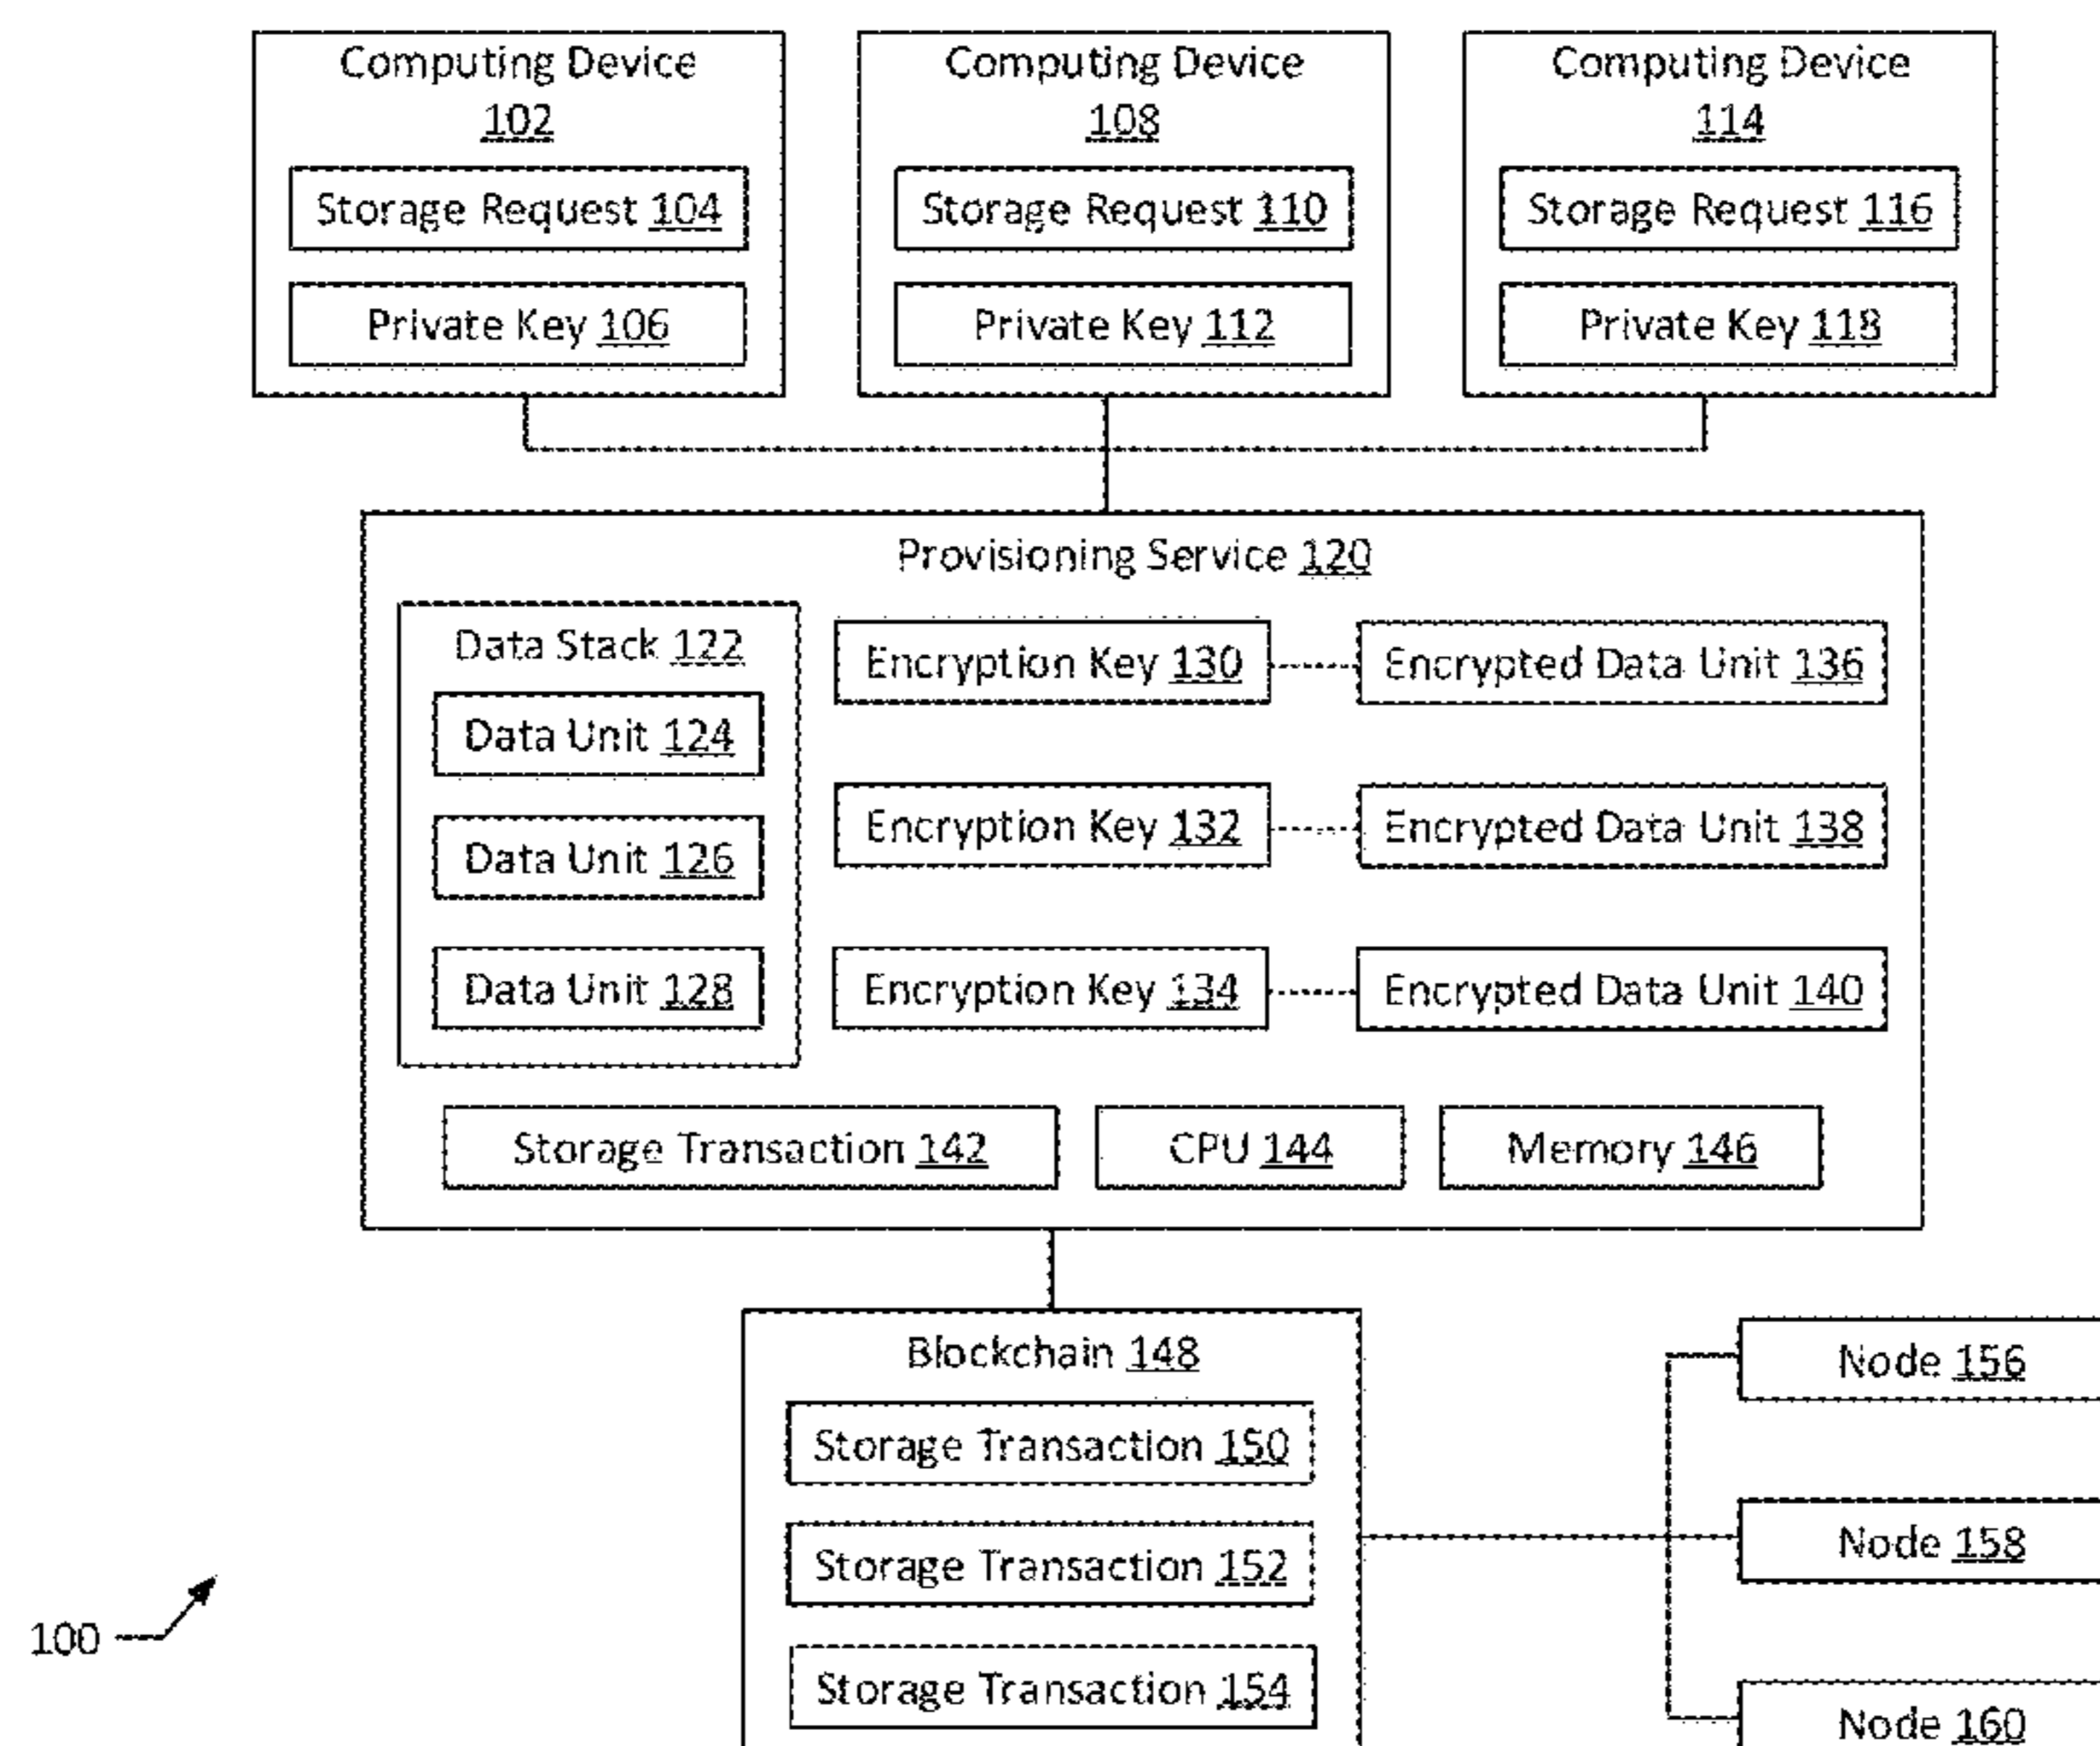 Computing Device
102
Storage Request 104
Private Key 106
Computing Device
108
Storage Request 110
Private Key 112
Computing Device
114
Storage Request 116
Private Key 118
Provisioning Service 120
Data Stack 122
Data Unit 124
Data Unit 126
Data Unit 128
Encryption Key 130
Encrypted Data Unit 136
Encryption Key 132
Encrypted Data Unit 138
Encryption Key 134
Encrypted Data Unit 140
Storage Transaction 142
CPU 144
Memory 146
Blockchain 148
Storage Transaction 150
Storage Transaction 152
Storage Transaction 154
Node 156
Node 158
Node 160
100